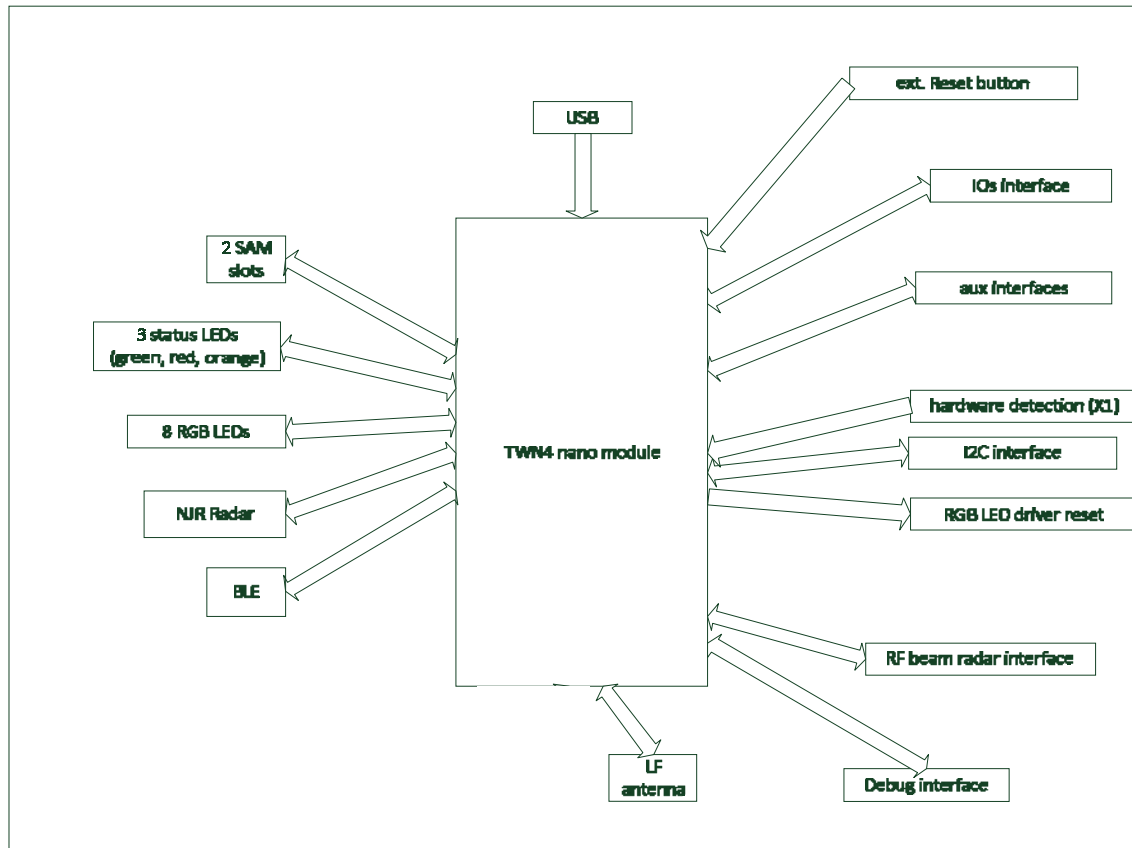 ext. Reset button
USB
IOs interface
2 SAM
slots
aux interfaces
3 status LEDs
(green, red, orange)
hardware detection (X1)
8 RGB LEDs
TWN4 nano module
I2C interface
NJR Radar
RGB LED driver reset
BLE
RF beam radar interface
LF
antenna
Debug interface